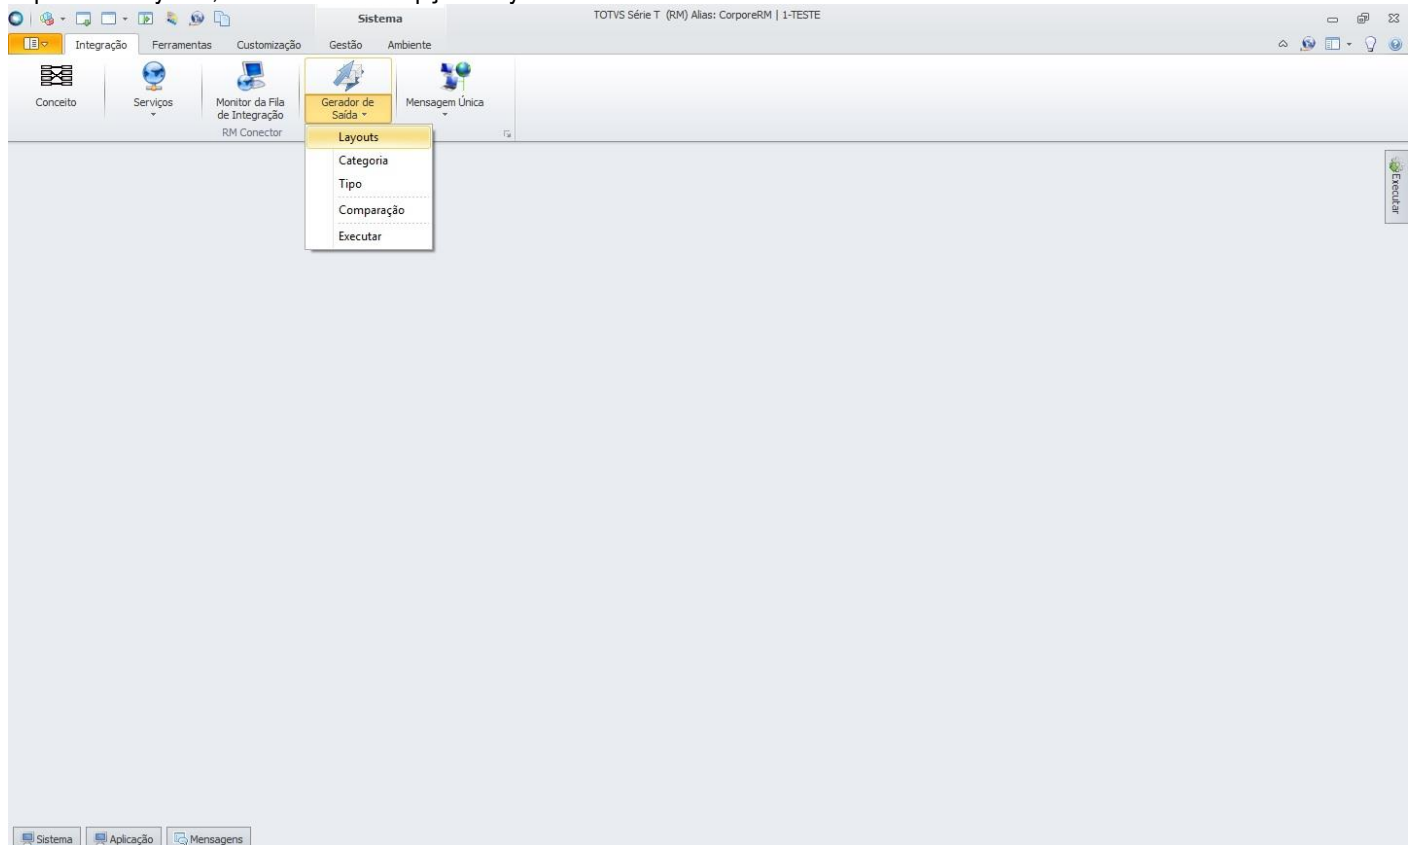 Sistema
TOTVS Série T (RM) Alias: CorporeRM | 1-TESTE
Integração Ferramentas Customização Gestão Ambiente
Conceito Serviços Monitor da Fila de Integração Gerador de Saída Mensagem Única
RM Conector
Layouts
Categoria
Tipo
Comparação
Executar
Executar
Sistema Aplicação Mensagens